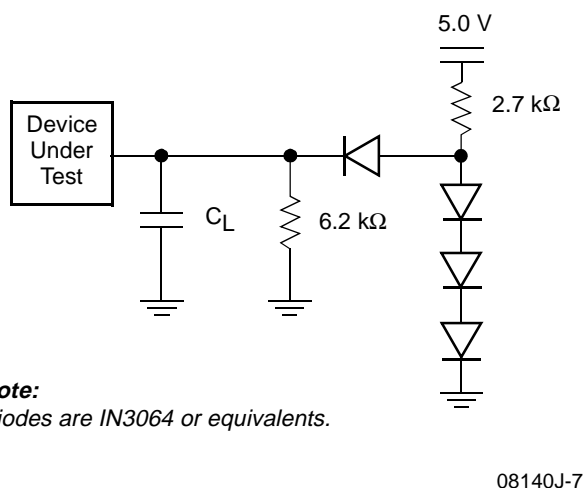 5.0 V
2.7 kΩ
Device
Under
Test
CL
6.2 kΩ
ote:
iodes are IN3064 or equivalents.
08140J-7